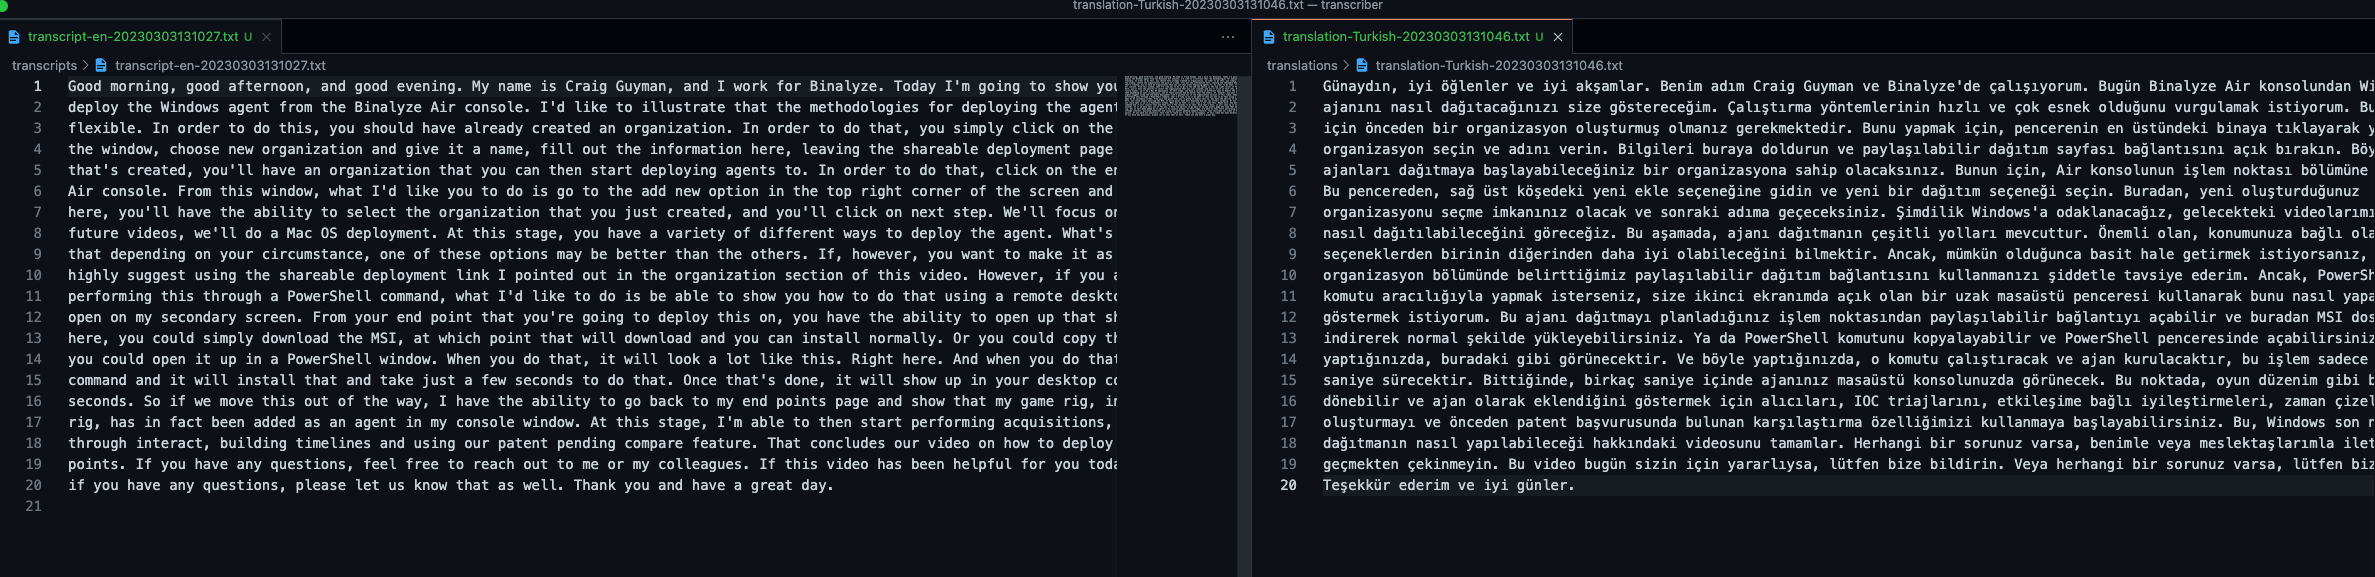 translation-Turkish-20230303131046.txt — transcriber
transcript-en-20230303131027.txt U ×
···
transcripts > transcript-en-20230303131027.txt
1 Good morning, good afternoon, and good evening. My name is Craig Guyman, and I work for Binalyze. Today I'm going to show you
2 deploy the Windows agent from the Binalyze Air console. I'd like to illustrate that the methodologies for deploying the agent
3 flexible. In order to do this, you should have already created an organization. In order to do that, you simply click on the
4 the window, choose new organization and give it a name, fill out the information here, leaving the shareable deployment page
5 that's created, you'll have an organization that you can then start deploying agents to. In order to do that, click on the
6 Air console. From this window, what I'd like you to do is go to the add new option in the top right corner of the screen and
7 here, you'll have the ability to select the organization that you just created, and you'll click on next step. We'll focus
8 future videos, we'll do a Mac OS deployment. At this stage, you have a variety of different ways to deploy the agent. What's
9 that depending on your circumstance, one of these options may be better than the others. If, however, you want to make it as
10 highly suggest using the shareable deployment link I pointed out in the organization section of this video. However, if you
11 performing this through a PowerShell command, what I'd like to do is be able to show you how to do that using a remote
12 open on my secondary screen. From your end point that you're going to deploy this on, you have the ability to open up that
13 here, you could simply download the MSI, at which point that will download and you can install normally. Or you could copy
14 you could open it up in a PowerShell window. When you do that, it will look a lot like this. Right here. And when you do that
15 command and it will install that and take just a few seconds to do that. Once that's done, it will show up in your desktop
16 seconds. So if we move this out of the way, I have the ability to go back to my end points page and show that my game rig,
17 rig, has in fact been added as an agent in my console window. At this stage, I'm able to then start performing acquisitions,
18 through interact, building timelines and using our patent pending compare feature. That concludes our video on how to deploy
19 points. If you have any questions, feel free to reach out to me or my colleagues. If this video has been helpful for you
20 if you have any questions, please let us know that as well. Thank you and have a great day.
21
translation-Turkish-20230303131046.txt U ×
translations > translation-Turkish-20230303131046.txt
1 Günaydın, iyi öğlenler ve iyi akşamlar. Benim adım Craig Guyman ve Binalyze'de çalışıyorum. Bugün Binalyze Air konsolundan
2 ajanını nasıl dağıtacağınızı size göstereceğim. Çalıştırma yöntemlerinin hızlı ve çok esnek olduğunu vurgulamak istiyorum.
3 için önceden bir organizasyon oluşturmuş olmanız gerekmektedir. Bunu yapmak için, pencerenin en üstündeki binaya tıklayarak
4 organizasyon seçin ve adını verin. Bilgileri buraya doldurun ve paylaşılabilir dağıtım sayfası bağlantısını açık bırakın.
5 ajanları dağıtmaya başlayabileceğiniz bir organizasyona sahip olacaksınız. Bunun için, Air konsolunun işlem noktası bölümüne
6 Bu pencereden, sağ üst köşedeki yeni ekle seçeneğine gidin ve yeni bir dağıtım seçeneği seçin. Buradan, yeni oluşturduğunuz
7 organizasyonu seçme imkanınız olacak ve sonraki adıma geçeceksiniz. Şimdilik Windows'a odaklanacağız, gelecekteki
8 nasıl dağıtılabileceğini göreceğiz. Bu aşamada, ajanı dağıtmanın çeşitli yolları mevcuttur. Önemli olan, konumunuza bağlı
9 seçeneklerden birinin diğerinden daha iyi olabileceğini bilmektir. Ancak, mümkün olduğunca basit hale getirmek istiyorsanız,
10 organizasyon bölümünde belirttiğimiz paylaşılabilir dağıtım bağlantısını kullanmanızı şiddetle tavsiye ederim. Ancak,
11 komutu aracılığıyla yapmak isterseniz, size ikinci ekranımda açık olan bir uzak masaüstü penceresi kullanarak bunu nasıl
12 göstermek istiyorum. Bu ajanı dağıtmayı planladığınız işlem noktasından paylaşılabilir bağlantıyı açabilir ve buradan MSI
13 indirerek normal şekilde yükleyebilirsiniz. Ya da PowerShell komutunu kopyalayabilir ve PowerShell penceresinde açabilirsiniz
14 yaptığınızda, buradaki gibi görünecektir. Ve böyle yaptığınızda, o komutu çalıştıracak ve ajan kurulacaktır, bu işlem sadece
15 saniye sürecektir. Bittiğinde, birkaç saniye içinde ajanınız masaüstü konsolunuzda görünecek. Bu noktada, oyun düzenim gibi
16 dönebilir ve ajan olarak eklendiğini göstermek için alıcıları, IOC triajlarını, etkileşime bağlı iyileştirmeleri, zaman
17 oluşturmayı ve önceden patent başvurusunda bulunan karşılaştırma özelliğimizi kullanmaya başlayabilirsiniz. Bu, Windows son
18 dağıtmanın nasıl yapılabileceği hakkındaki videosunu tamamlar. Herhangi bir sorunuz varsa, benimle veya meslektaşlarımla
19 geçmekten çekinmeyin. Bu video bugün sizin için yararlıysa, lütfen bize bildirin. Veya herhangi bir sorunuz varsa, lütfen
20 Teşekkür ederim ve iyi günler.